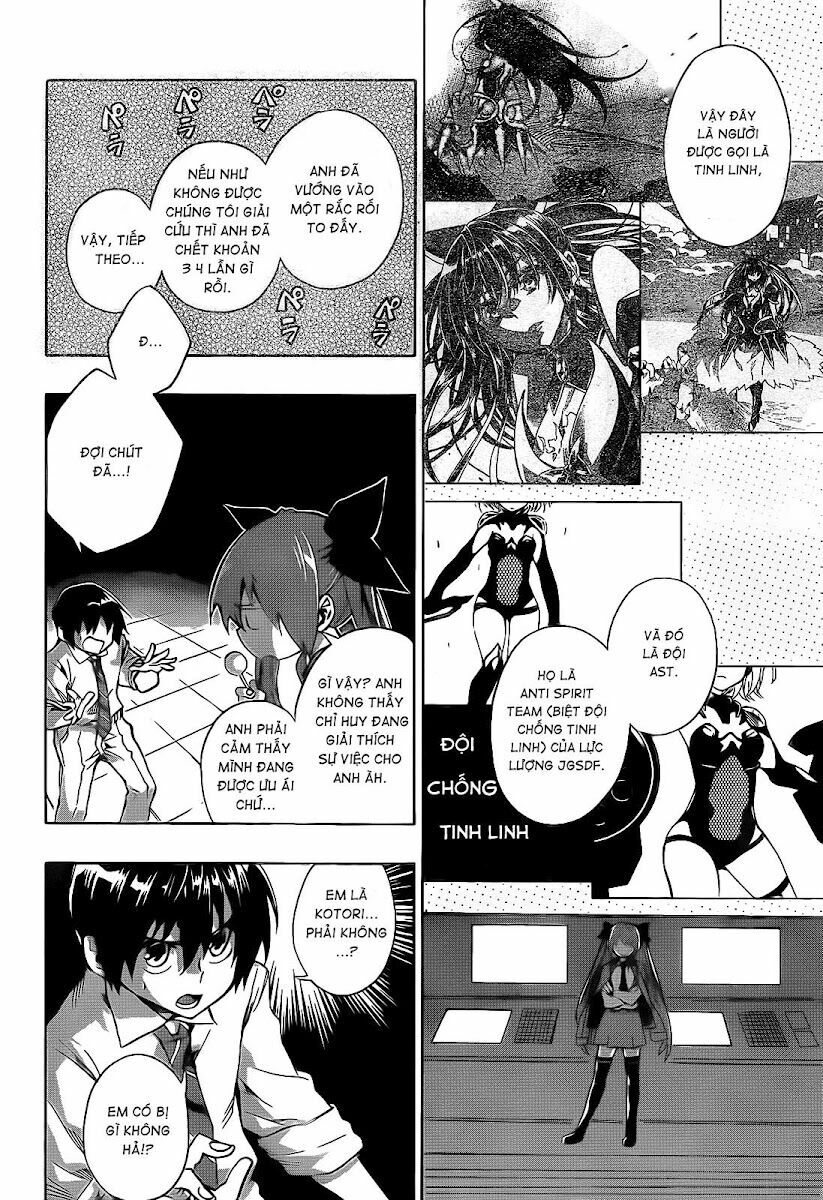 VẬY ĐÂY
LÀ NGƯỜI
ĐƯỢC GỌI LÀ
TINH LINH,
VÀ ĐÓ
LÀ ĐỘI
AST.
HỌ LÀ
ANTI SPIRIT
TEAM (BIỆT ĐỘI
CHỐNG TINH
LINH) CỦA LỰC
LƯỢNG JGSDF.
ĐỘI
CHỐNG
TINH LINH
ANH ĐÃ
VƯỚNG VÀO
MỘT RẮC RỐI
TO ĐẤY.
NẾU NHƯ
KHÔNG ĐƯỢC
CHÚNG TÔI GIẢI
CỨU THÌ ANH ĐÃ
CHẾT KHOẢN
3 4 LẦN GÌ
RỒI.
VẬY, TIẾP
THEO...
ペラ
ペラ
ペラ
ペラ
ペラ
Đ...
ĐỢI CHÚT
ĐÃ...!
GÌ VẬY? ANH
KHÔNG THẤY
CHỈ HUY ĐANG
GIẢI THÍCH
SỰ VIỆC CHO
ANH ÀH.
ANH PHẢI
CẢM THẤY
MÌNH ĐANG
ĐƯỢC ƯU ÁI
CHỨ...
EM LÀ
KOTORI...
PHẢI KHÔNG
...?
EM CÓ BỊ
GÌ KHÔNG
HẢ!?